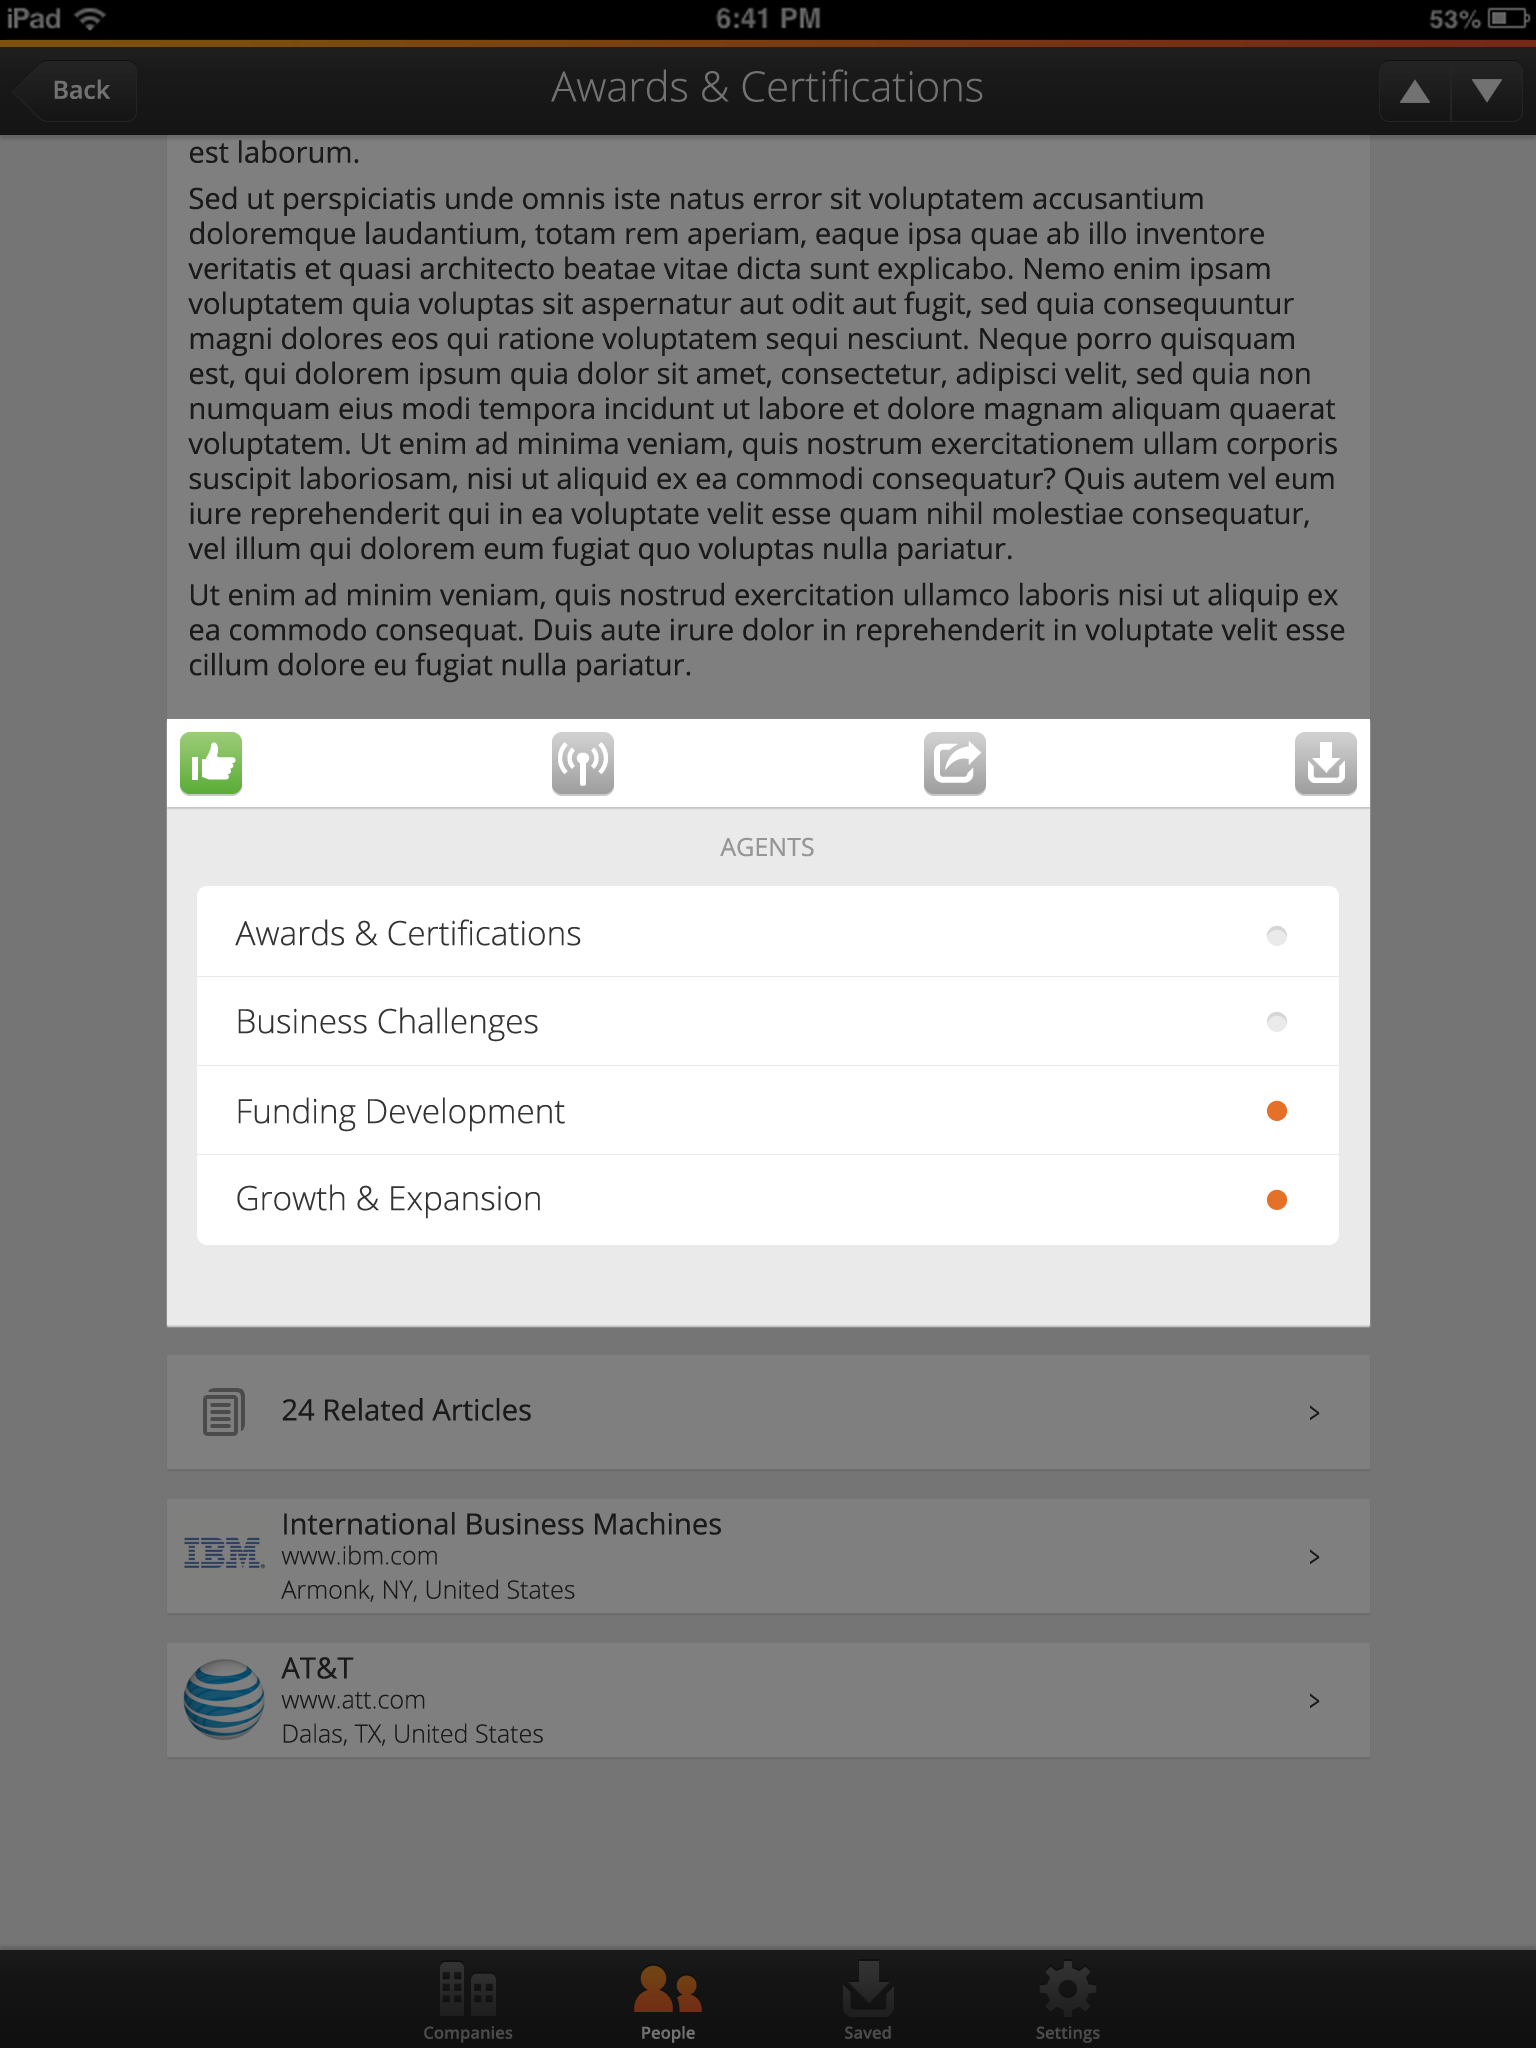 iPad
6:41 PM
53%
Back
Awards & Certifications
est laborum.
Sed ut perspiciatis unde omnis iste natus error sit voluptatem accusantium
doloremque laudantium, totam rem aperiam, eaque ipsa quae ab illo inventore
veritatis et quasi architecto beatae vitae dicta sunt explicabo. Nemo enim ipsam
voluptatem quia voluptas sit aspernatur aut odit aut fugit, sed quia consequuntur
magni dolores eos qui ratione voluptatem sequi nesciunt. Neque porro quisquam
est, qui dolorem ipsum quia dolor sit amet, consectetur, adipisci velit, sed quia non
numquam eius modi tempora incidunt ut labore et dolore magnam aliquam quaerat
voluptatem. Ut enim ad minima veniam, quis nostrum exercitationem ullam corporis
suscipit laboriosam, nisi ut aliquid ex ea commodi consequatur? Quis autem vel eum
iure reprehenderit qui in ea voluptate velit esse quam nihil molestiae consequatur,
vel illum qui dolorem eum fugiat quo voluptas nulla pariatur.
Ut enim ad minim veniam, quis nostrud exercitation ullamco laboris nisi ut aliquip ex
ea commodo consequat. Duis aute irure dolor in reprehenderit in voluptate velit esse
cillum dolore eu fugiat nulla pariatur.
AGENTS
Awards & Certifications
Business Challenges
Funding Development
Growth & Expansion
24 Related Articles
IBM
International Business Machines
www.ibm.com
Armonk, NY, United States
AT&T
www.att.com
Dalas, TX, United States
Companies
People
Saved
Settings